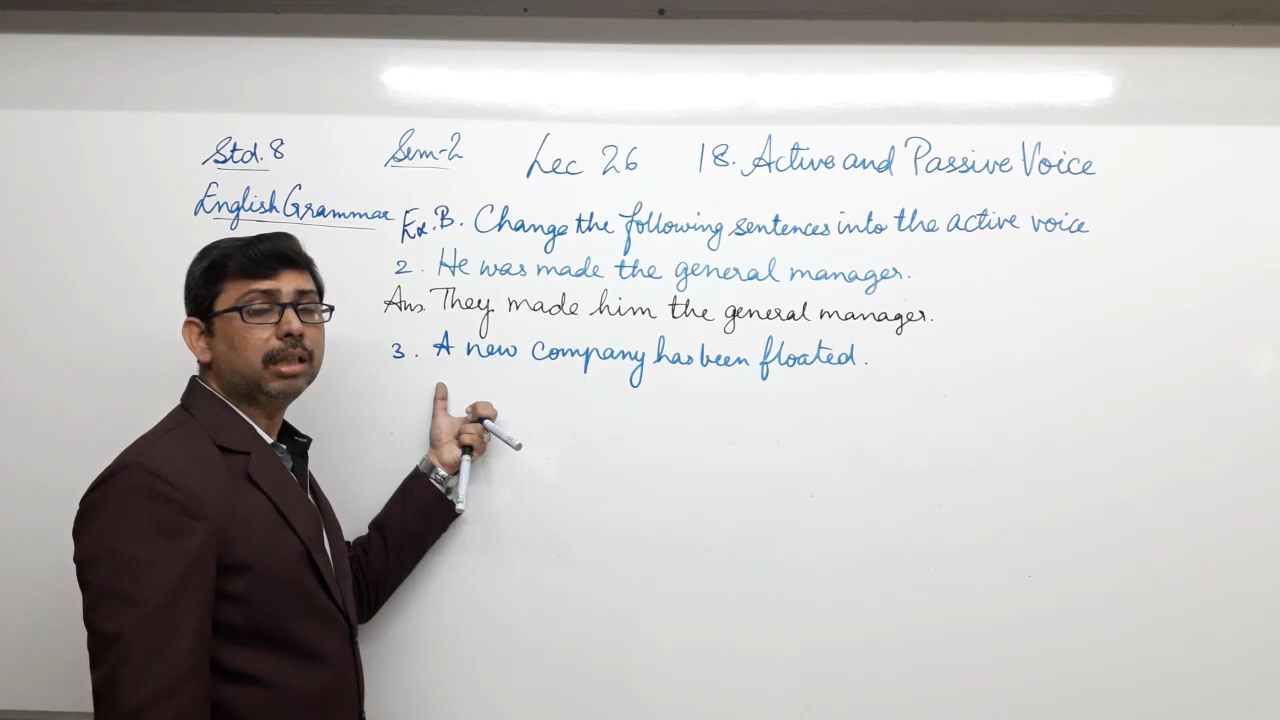 Std. 8 Sem-2 Lec 26 18. Active and Passive Voice
English Grammar
Ex. B. Change the following sentences into the active voice
2. He was made the general manager.
Ans. They made him the general manager.
3. A new company has been floated.